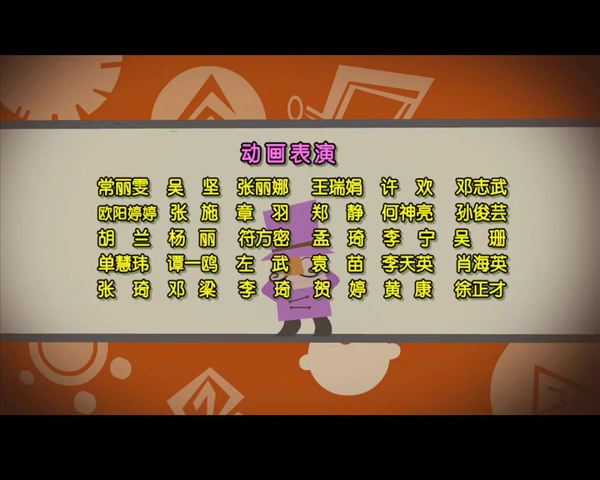 动画表演
常丽雯 吴 坚 张丽娜 王瑞娟 许 欢 邓志武
欧阳婷婷 张 施 章 羽 郑 静 何神亮 孙俊芸
胡 兰 杨 丽 符方密 孟 琦 李 宁 吴 珊
单慧玮 谭一鸥 左 武 袁 苗 李天英 肖海英
张 琦 邓 梁 李 琦 贺 婷 黄 康 徐正才